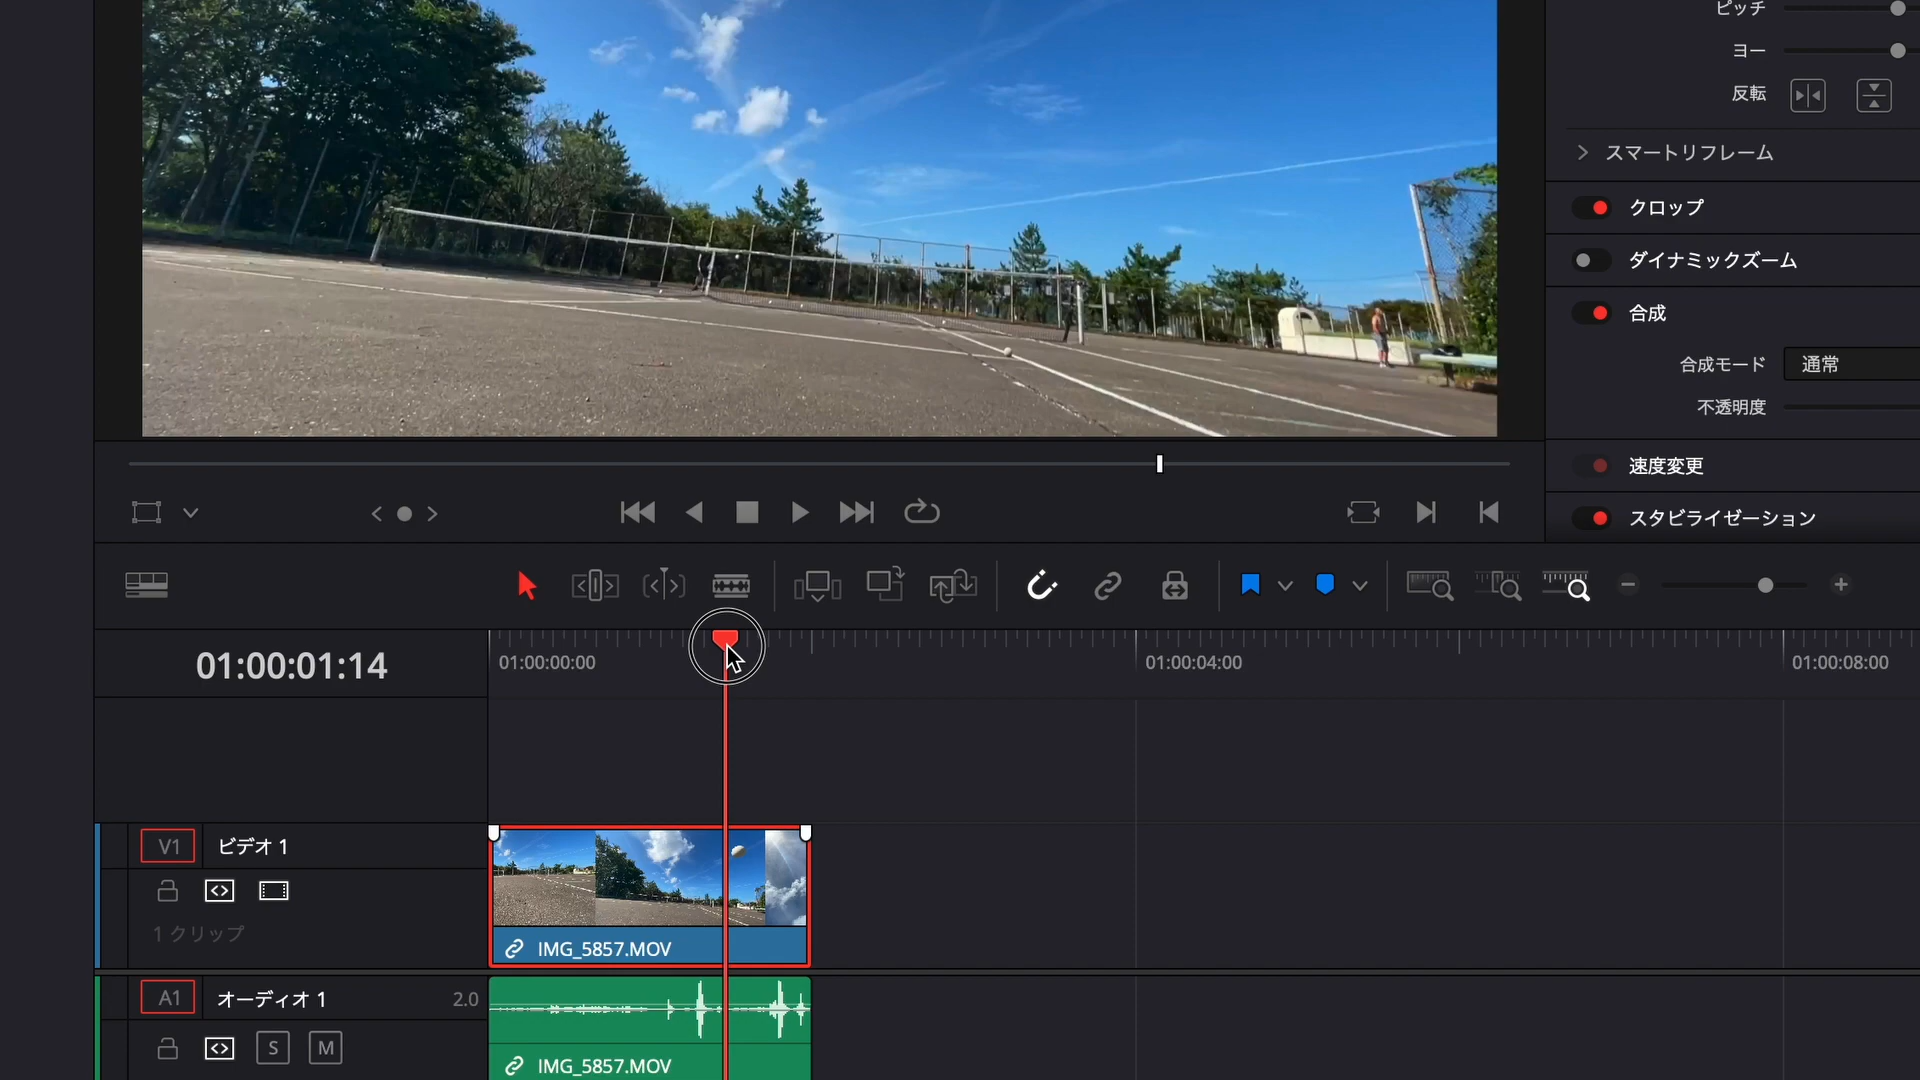 ピッチ
ヨー
反転
スマートリフレーム
クロップ
ダイナミックズーム
合成
合成モード 通常
不透明度
速度変更
スタビライゼーション
01:00:01:14
01:00:00:00
01:00:04:00
01:00:08:00
V1 ビデオ 1
1 クリップ
IMG_5857.MOV
A1 オーディオ 1 2.0
S M
IMG_5857.MOV